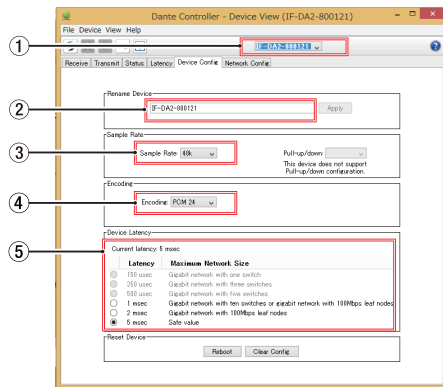 Dante Controller - Device View (IF-DA2-800121)
File Device View Help
1
IF-DA2-800121
Receive Transmit Status Latency Device Config Network Config
Rename Device
2
IF-DA2-800121
Apply
Sample Rate
3
Sample Rate: 48k
Pull-up/down:
This device does not support
Pull-up/down configuration.
Encoding
4
Encoding: PCM 24
Device Latency
5
Current latency: 5 msec
Latency Maximum Network Size
150 usec Gigabit network with one switch
250 usec Gigabit network with three switches
500 usec Gigabit network with five switches
1 msec Gigabit network with ten switches or gigabit network with 100Mbps leaf nodes
2 msec Gigabit network with 100Mbps leaf nodes
5 msec Safe value
Reset Device
Reboot Clear Config